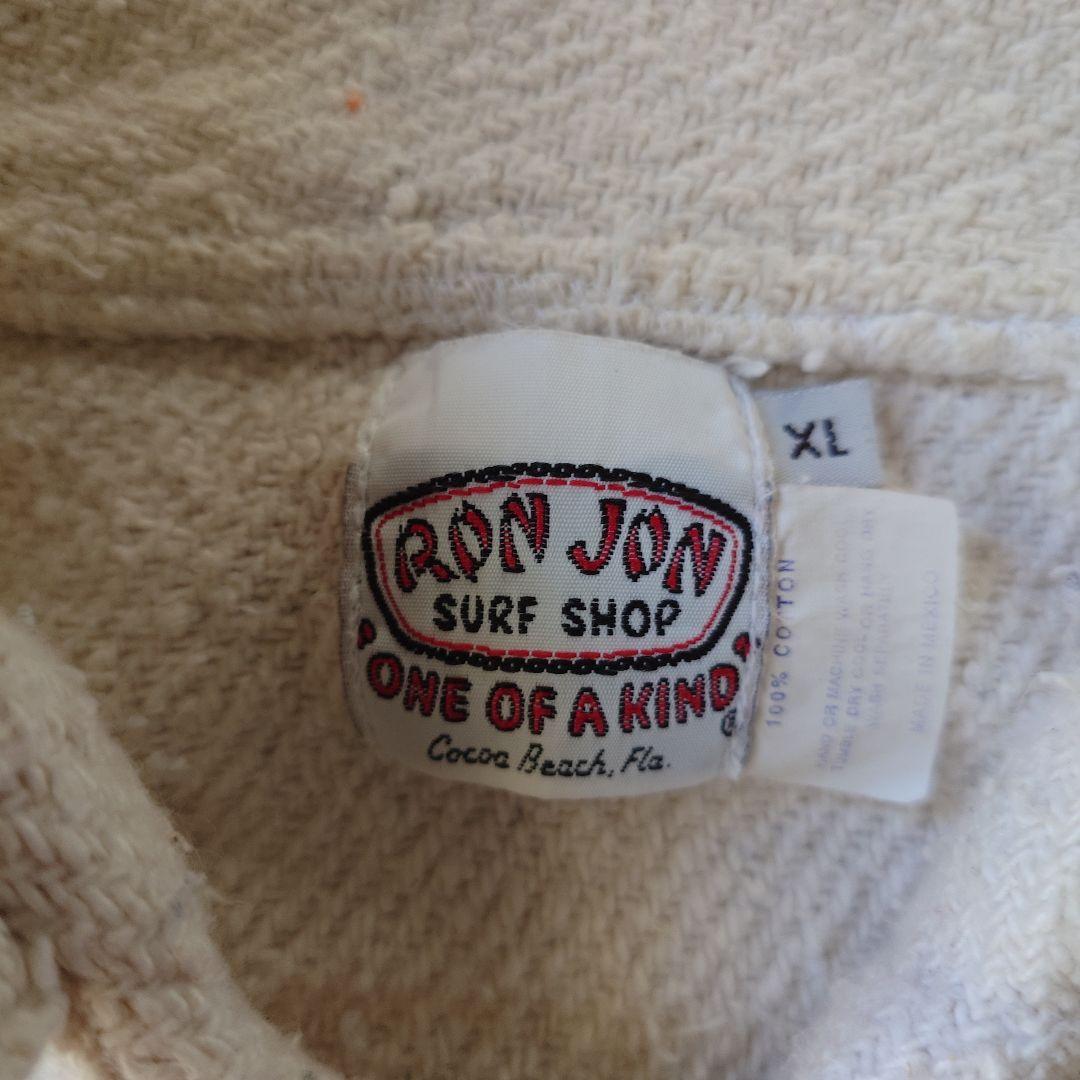 RON JON
SURF SHOP
"ONE OF A KIND"
®
Cocoa Beach, Fla.
XL
100% COTTON
MADE IN MEXICO